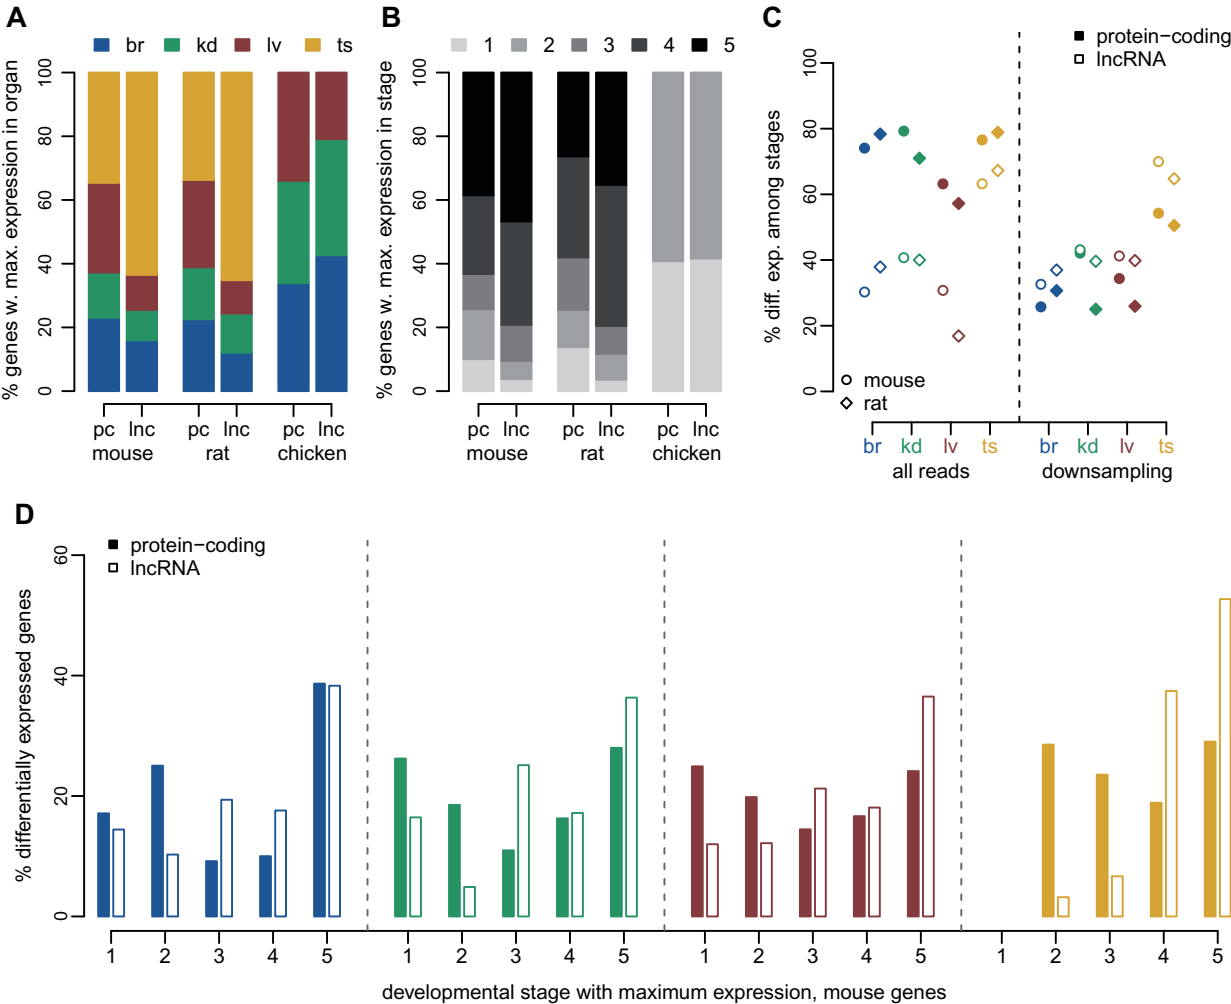 A
br kd lv ts
% genes w. max. expression in organ
100
80
60
40
20
0
pc lnc pc lnc pc lnc
mouse rat chicken
B
1 2 3 4 5
% genes w. max. expression in stage
100
80
60
40
20
0
pc lnc pc lnc pc lnc
mouse rat chicken
C
protein−coding
lncRNA
% diff. exp. among stages
100
80
60
40
20
0
mouse
rat
br kd lv ts br kd lv ts
all reads downsampling
D
protein−coding
lncRNA
% differentially expressed genes
60
40
20
0
1 2 3 4 5 1 2 3 4 5 1 2 3 4 5 1 2 3 4 5
developmental stage with maximum expression, mouse genes